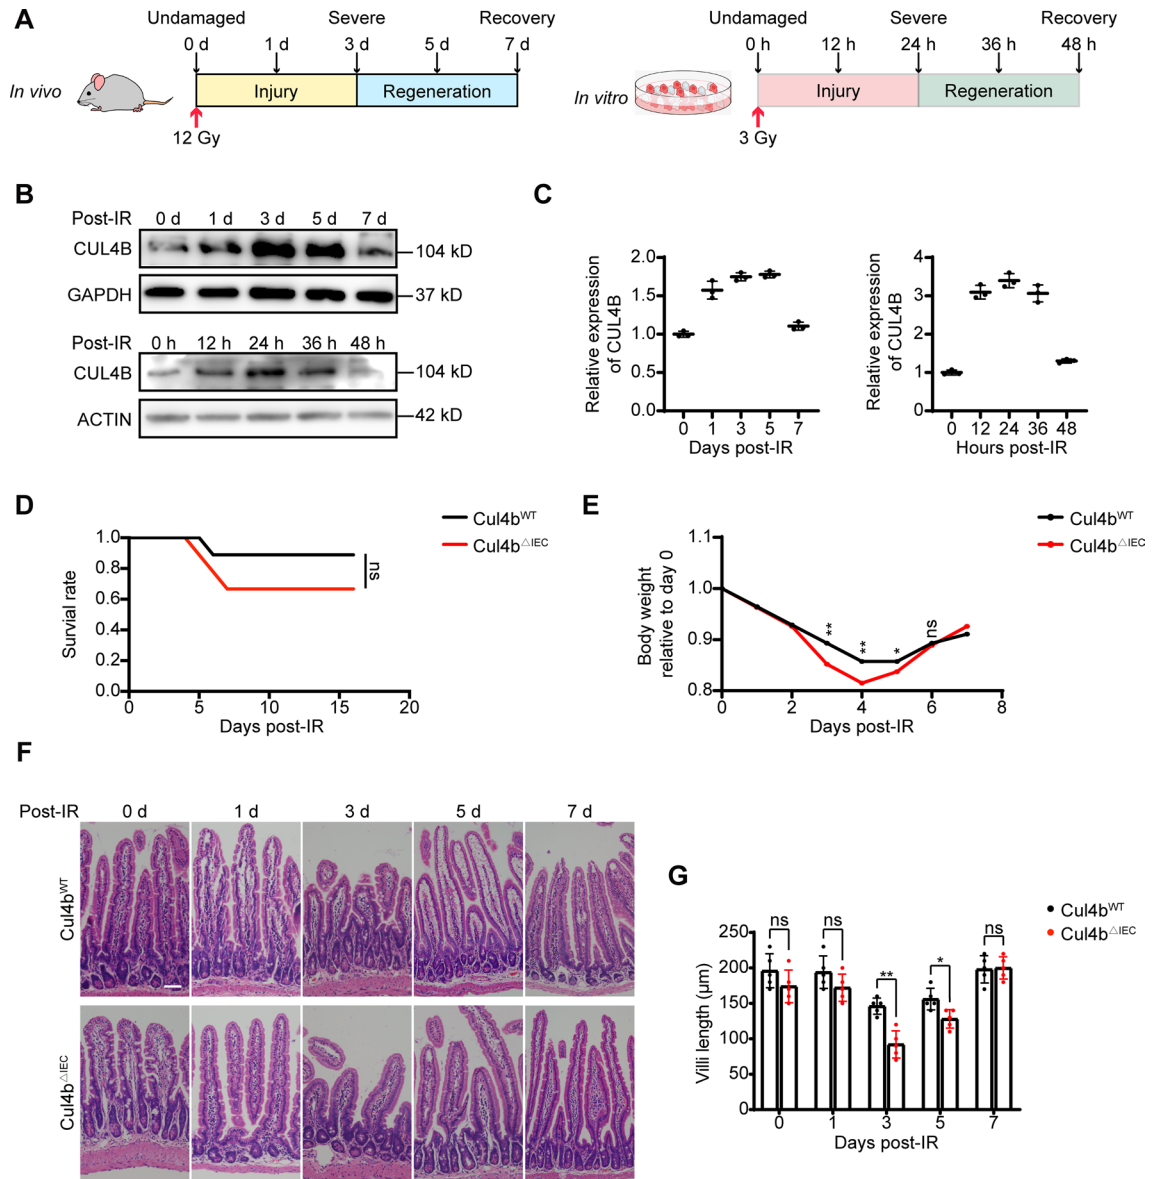 A
Undamaged Severe Recovery
0 d 1 d 3 d 5 d 7 d
In vivo
Injury Regeneration
12 Gy
Undamaged Severe Recovery
0 h 12 h 24 h 36 h 48 h
In vitro
Injury Regeneration
3 Gy
B
Post-IR 0 d 1 d 3 d 5 d 7 d
CUL4B 104 kD
GAPDH 37 kD
Post-IR 0 h 12 h 24 h 36 h 48 h
CUL4B 104 kD
ACTIN 42 kD
C
Relative expression
of CUL4B
2.0
1.5
1.0
0.5
0.0
0 1 3 5 7
Days post-IR
Relative expression
of CUL4B
4
3
2
1
0
0 12 24 36 48
Hours post-IR
D
Cul4bWT
Cul4b△IEC
Survial rate
1.0
0.8
0.6
0.4
0.2
0.0
ns
0 5 10 15 20
Days post-IR
E
Cul4bWT
Cul4b△IEC
Body weight
relative to day 0
1.1
1.0
0.9
0.8
** ** * ns
0 2 4 6 8
Days post-IR
F
Post-IR 0 d 1 d 3 d 5 d 7 d
Cul4bWT
Cul4b△IEC
G
Cul4bWT
Cul4b△IEC
Villi length (μm)
250
200
150
100
50
0
ns ns ** * ns
0 1 3 5 7
Days post-IR